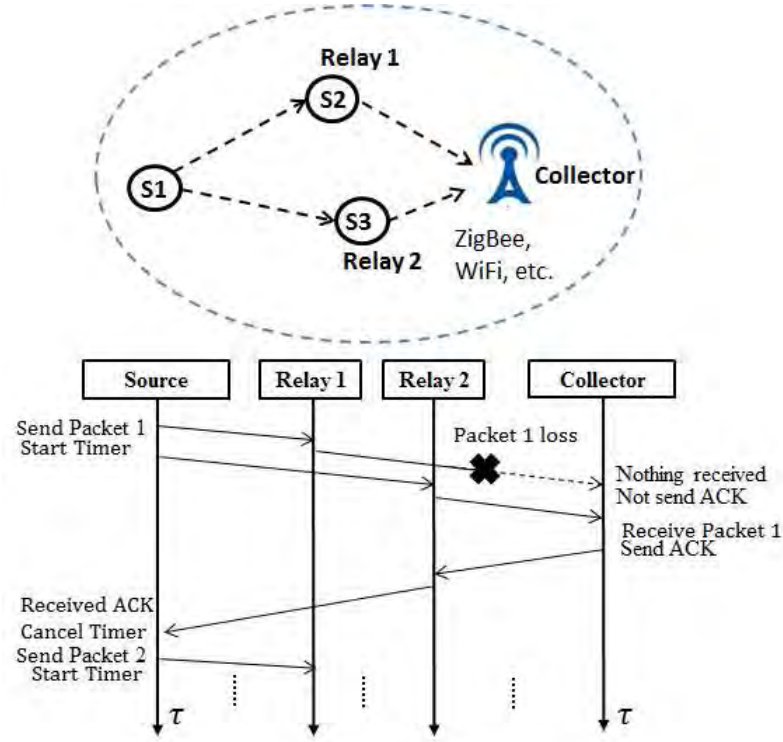 Relay 1
S2
S1
Collector
S3
Relay 2
ZigBee,
WiFi, etc.
Source
Relay 1
Relay 2
Collector
Send Packet 1
Start Timer
Packet 1 loss
Nothing received
Not send ACK
Receive Packet 1
Send ACK
Received ACK
Cancel Timer
Send Packet 2
Start Timer
τ
τ